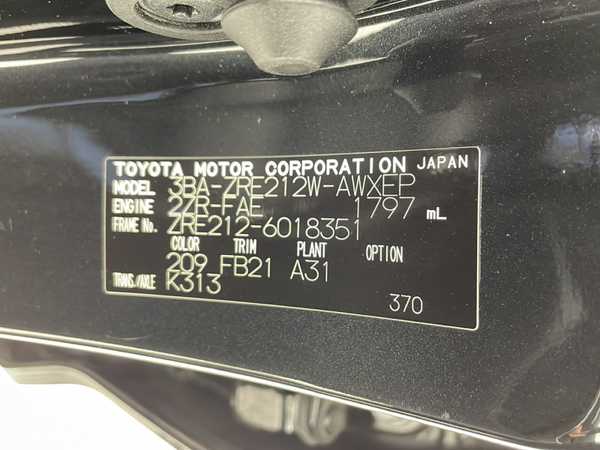 TOYOTA MOTOR CORPORATION JAPAN
MODEL 3BA-ZRE212W-AWXEP
ENGINE 2ZR-FAE 1797 mL
FRAME No. ZRE212-6018351
COLOR TRIM PLANT OPTION
209 FB21 A31
TRANS./AXLE K313
370